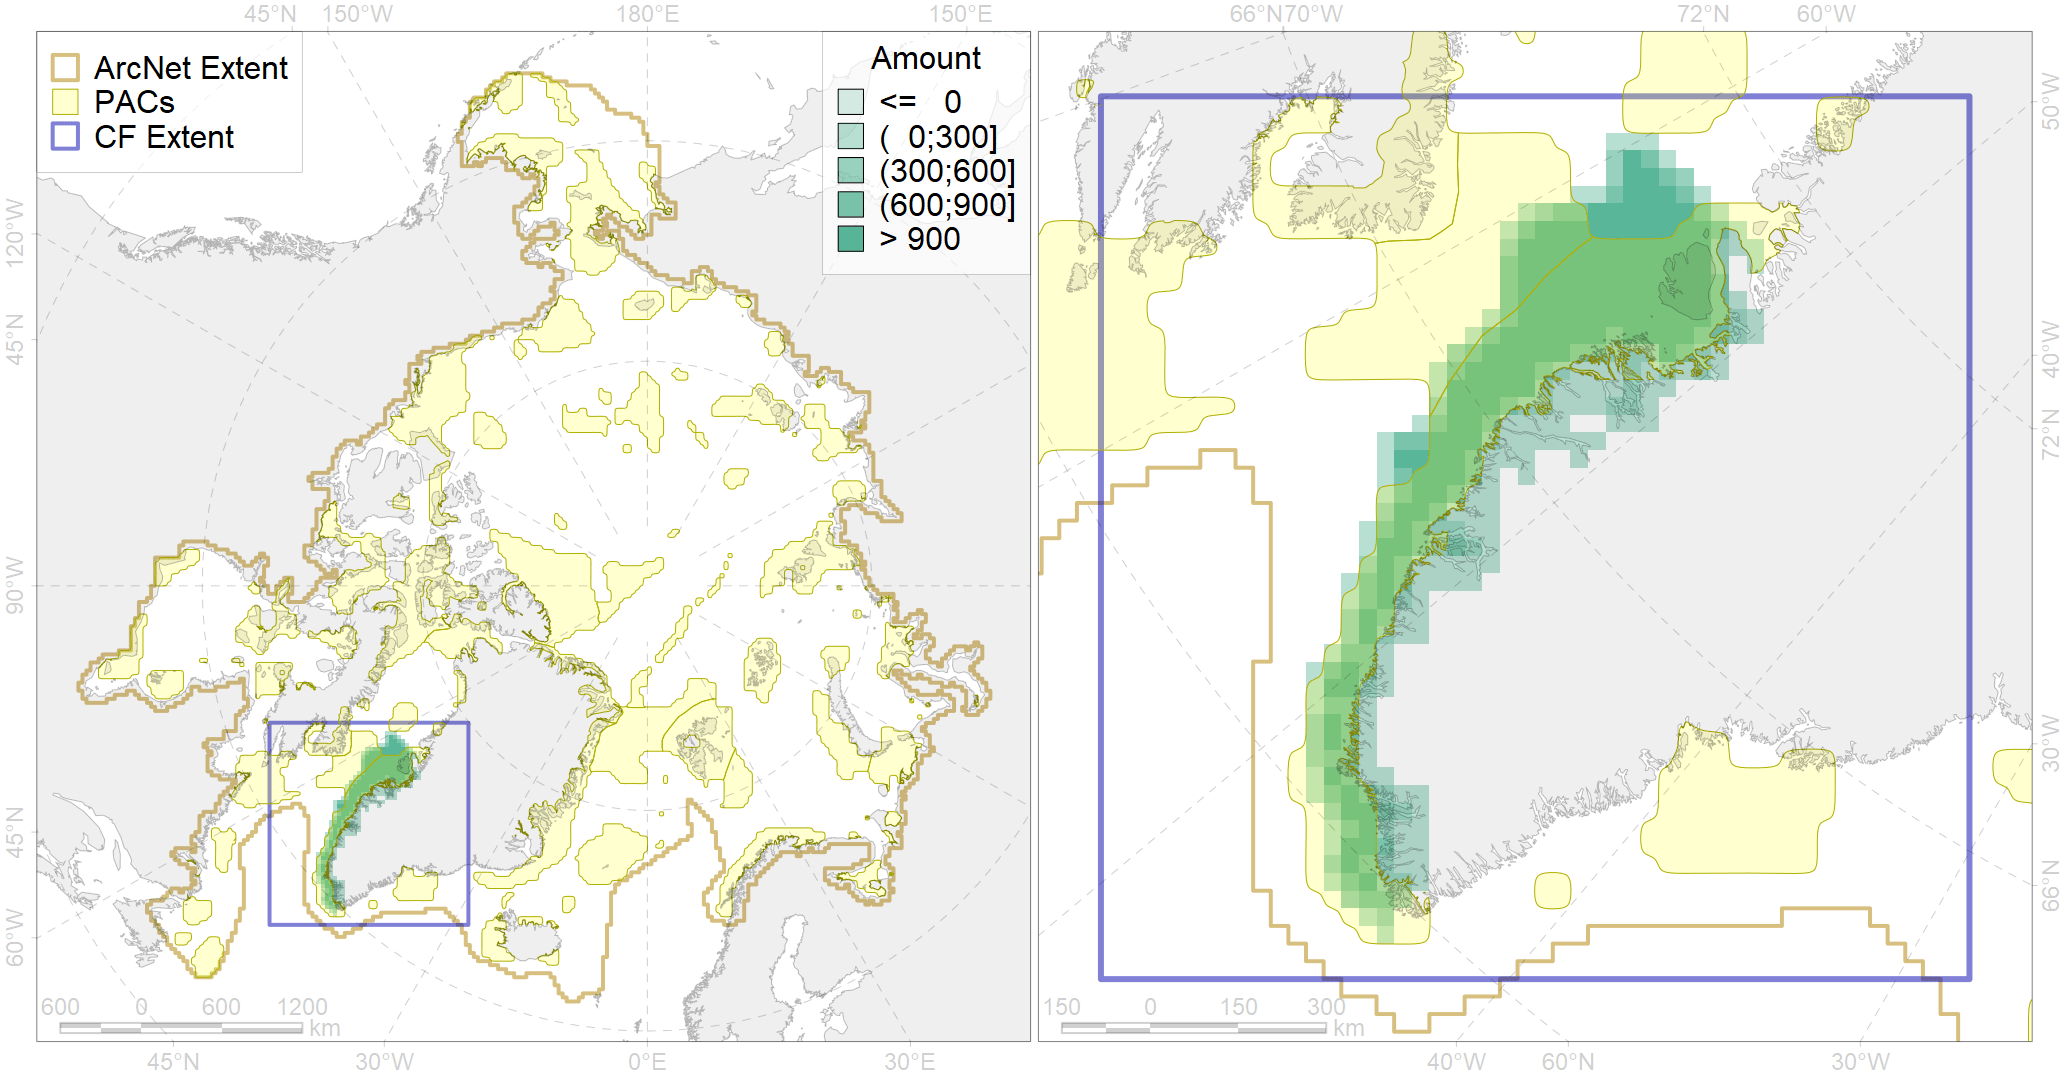 45°N 150°W 180°E 150°E 66°N70°W 72°N 60°W
ArcNet Extent
PACs
CF Extent
Amount
<= 0
( 0;300]
(300;600]
(600;900]
> 900
120°W
45°N
90°W
45°N
60°W
50°W
40°W
72°N
30°W
66°N
600 0 600 1200
km
150 0 150 300
km
45°N 30°W 0°E 30°E 40°W 60°N 30°W